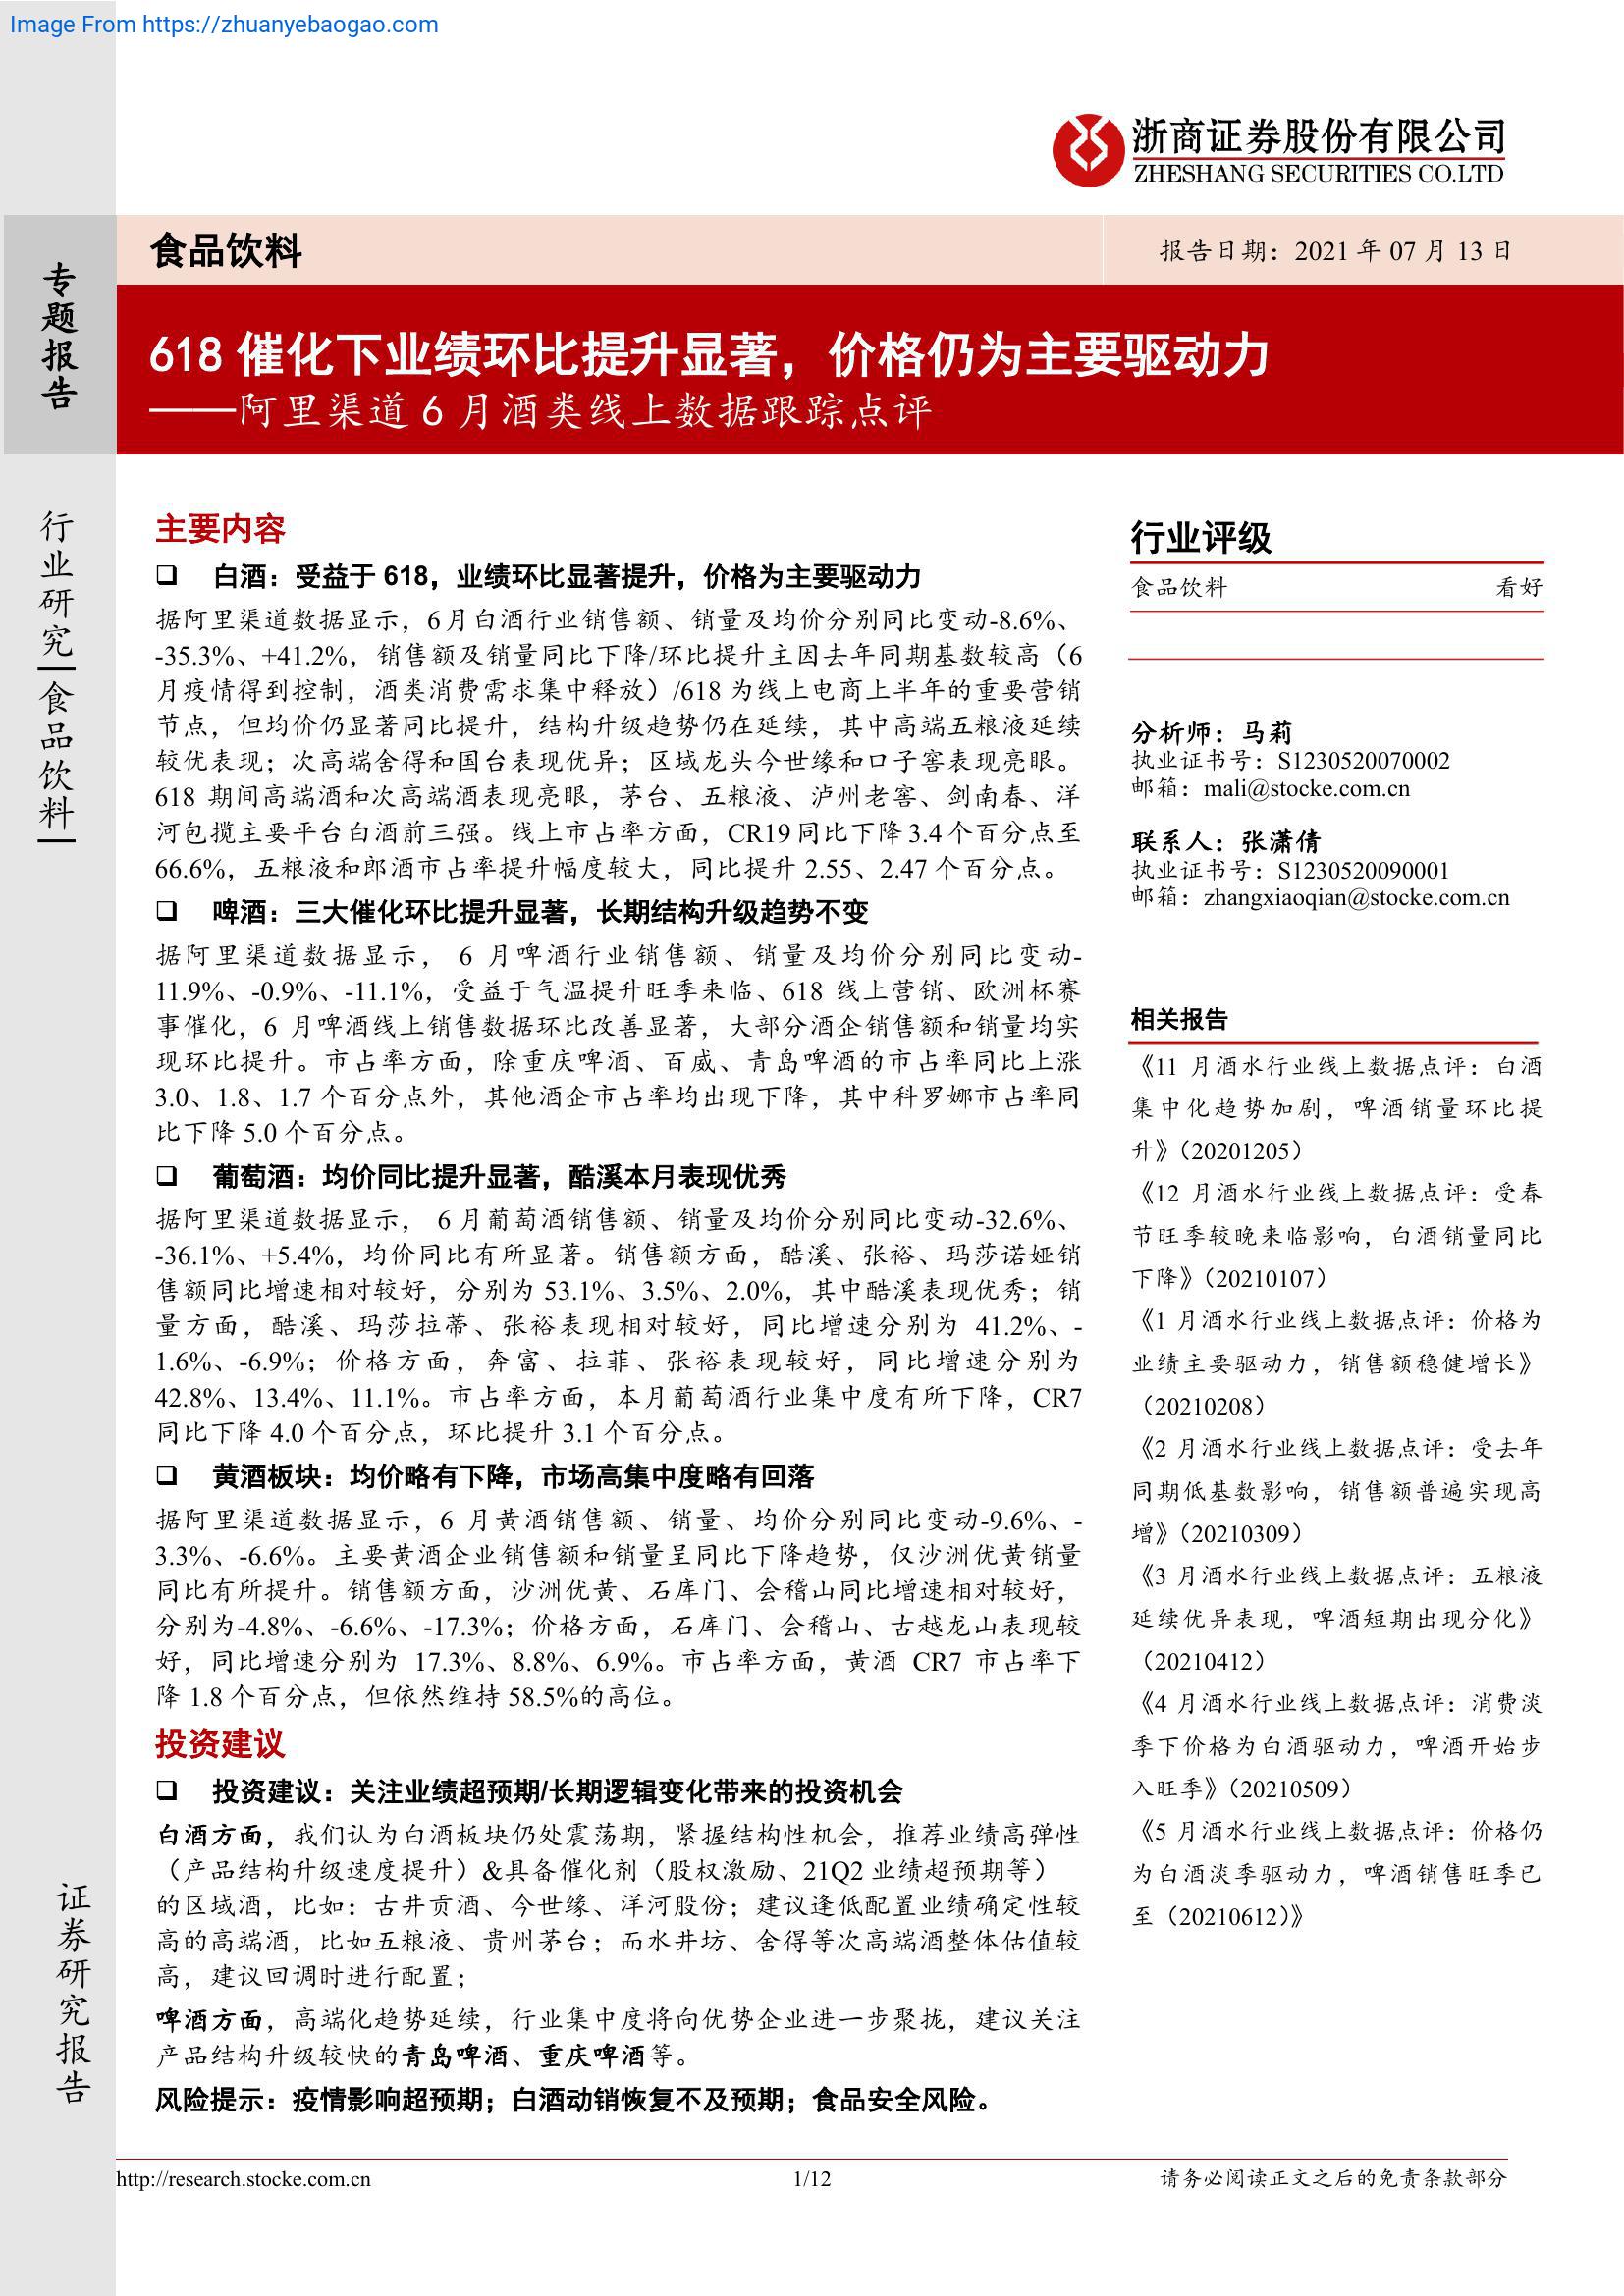 Image From https://zhuanyebaogao.com
浙商证券股份有限公司
ZHESHANG SECURITIES CO.LTD
专题报告
食品饮料
报告日期：2021 年 07 月 13 日
618 催化下业绩环比提升显著，价格仍为主要驱动力
——阿里渠道 6 月酒类线上数据跟踪点评
行业研究|食品饮料|
证券研究报告
主要内容
❑ 白酒：受益于 618，业绩环比显著提升，价格为主要驱动力
据阿里渠道数据显示，6 月白酒行业销售额、销量及均价分别同比变动-8.6%、
-35.3%、+41.2%，销售额及销量同比下降/环比提升主因去年同期基数较高（6
月疫情得到控制，酒类消费需求集中释放）/618 为线上电商上半年的重要营销
节点，但均价仍显著同比提升，结构升级趋势仍在延续，其中高端五粮液延续
较优表现；次高端舍得和国台表现优异；区域龙头今世缘和口子窖表现亮眼。
618 期间高端酒和次高端酒表现亮眼，茅台、五粮液、泸州老窖、剑南春、洋
河包揽主要平台白酒前三强。线上市占率方面，CR19 同比下降 3.4 个百分点至
66.6%，五粮液和郎酒市占率提升幅度较大，同比提升 2.55、2.47 个百分点。
❑ 啤酒：三大催化环比提升显著，长期结构升级趋势不变
据阿里渠道数据显示， 6 月啤酒行业销售额、销量及均价分别同比变动-
11.9%、-0.9%、-11.1%，受益于气温提升旺季来临、618 线上营销、欧洲杯赛
事催化，6 月啤酒线上销售数据环比改善显著，大部分酒企销售额和销量均实
现环比提升。市占率方面，除重庆啤酒、百威、青岛啤酒的市占率同比上涨
3.0、1.8、1.7 个百分点外，其他酒企市占率均出现下降，其中科罗娜市占率同
比下降 5.0 个百分点。
❑ 葡萄酒：均价同比提升显著，酷溪本月表现优秀
据阿里渠道数据显示， 6 月葡萄酒销售额、销量及均价分别同比变动-32.6%、
-36.1%、+5.4%，均价同比有所显著。销售额方面，酷溪、张裕、玛莎诺娅销
售额同比增速相对较好，分别为 53.1%、3.5%、2.0%，其中酷溪表现优秀；销
量方面，酷溪、玛莎拉蒂、张裕表现相对较好，同比增速分别为 41.2%、-
1.6%、-6.9%；价格方面，奔富、拉菲、张裕表现较好，同比增速分别为
42.8%、13.4%、11.1%。市占率方面，本月葡萄酒行业集中度有所下降，CR7
同比下降 4.0 个百分点，环比提升 3.1 个百分点。
❑ 黄酒板块：均价略有下降，市场高集中度略有回落
据阿里渠道数据显示，6 月黄酒销售额、销量、均价分别同比变动-9.6%、-
3.3%、-6.6%。主要黄酒企业销售额和销量呈同比下降趋势，仅沙洲优黄销量
同比有所提升。销售额方面，沙洲优黄、石库门、会稽山同比增速相对较好，
分别为-4.8%、-6.6%、-17.3%；价格方面，石库门、会稽山、古越龙山表现较
好，同比增速分别为 17.3%、8.8%、6.9%。市占率方面，黄酒 CR7 市占率下
降 1.8 个百分点，但依然维持 58.5%的高位。
投资建议
❑ 投资建议：关注业绩超预期/长期逻辑变化带来的投资机会
白酒方面，我们认为白酒板块仍处震荡期，紧握结构性机会，推荐业绩高弹性
（产品结构升级速度提升）&具备催化剂（股权激励、21Q2 业绩超预期等）
的区域酒，比如：古井贡酒、今世缘、洋河股份；建议逢低配置业绩确定性较
高的高端酒，比如五粮液、贵州茅台；而水井坊、舍得等次高端酒整体估值较
高，建议回调时进行配置；
啤酒方面，高端化趋势延续，行业集中度将向优势企业进一步聚拢，建议关注
产品结构升级较快的青岛啤酒、重庆啤酒等。
风险提示：疫情影响超预期；白酒动销恢复不及预期；食品安全风险。
行业评级
食品饮料 看好
分析师：马莉
执业证书号：S1230520070002
邮箱：mali@stocke.com.cn
联系人：张潇倩
执业证书号：S1230520090001
邮箱：zhangxiaoqian@stocke.com.cn
相关报告
《11 月酒水行业线上数据点评：白酒
集中化趋势加剧，啤酒销量环比提
升》（20201205）
《12 月酒水行业线上数据点评：受春
节旺季较晚来临影响，白酒销量同比
下降》（20210107）
《1 月酒水行业线上数据点评：价格为
业绩主要驱动力，销售额稳健增长》
（20210208）
《2 月酒水行业线上数据点评：受去年
同期低基数影响，销售额普遍实现高
增》（20210309）
《3 月酒水行业线上数据点评：五粮液
延续优异表现，啤酒短期出现分化》
（20210412）
《4 月酒水行业线上数据点评：消费淡
季下价格为白酒驱动力，啤酒开始步
入旺季》（20210509）
《5 月酒水行业线上数据点评：价格仍
为白酒淡季驱动力，啤酒销售旺季已
至（20210612）》
http://research.stocke.com.cn
1/12
请务必阅读正文之后的免责条款部分